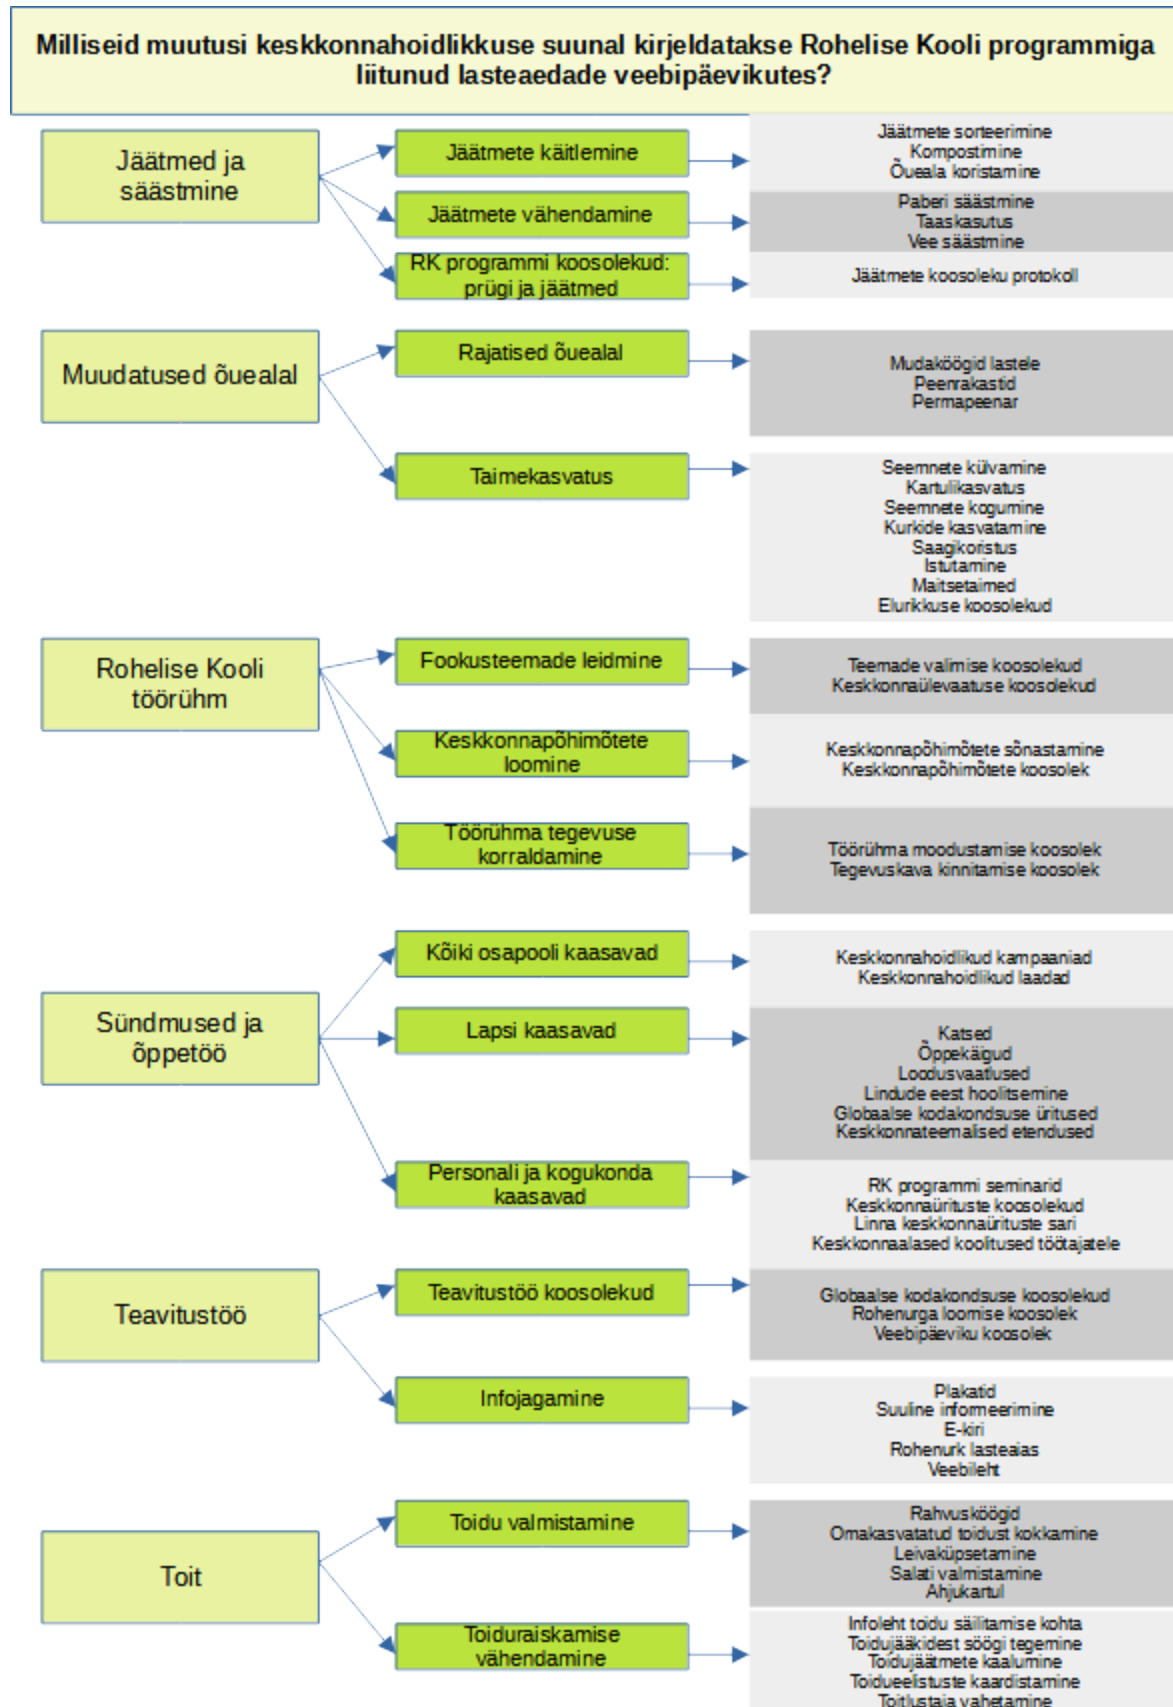 Milliseid muutusi keskkonnahoidlikkuse suunal kirjeldatakse Rohelise Kooli programmiga
liitunud lasteaedade veebipäevikutes?
Jäätmed ja
säästmine
Jäätmete käitlemine
Jäätmete sorteerimine
Kompostimine
Õueala koristamine
Jäätmete vähendamine
Paberi säästmine
Taaskasutus
Vee säästmine
RK programmi koosolekud:
prügi ja jäätmed
Jäätmete koosoleku protokoll
Muudatused õuealal
Rajatised õuealal
Mudaköögid lastele
Peenrakastid
Permapeenar
Taimekasvatus
Seemnete külvamine
Kartulikasvatus
Seemnete kogumine
Kurkide kasvatamine
Saagikoristus
Istutamine
Maitsetaimed
Elurikkuse koosolekud
Rohelise Kooli
töörühm
Fookusteemade leidmine
Teemade valimise koosolekud
Keskkonnaülevaatuse koosolekud
Keskkonnapõhimõtete
loomine
Keskkonnapõhimõtete sõnastamine
Keskkonnapõhimõtete koosolek
Töörühma tegevuse
korraldamine
Töörühma moodustamise koosolek
Tegevuskava kinnitamise koosolek
Sündmused ja
õppetöö
Kõiki osapooli kaasavad
Keskkonnahoidlikud kampaaniad
Keskkonnahoidlikud laadad
Lapsi kaasavad
Katsed
Õppekäigud
Loodusvaatlused
Lindude eest hoolitsemine
Globaalse kodakondsuse üritused
Keskkonnateemalised etendused
Personali ja kogukonda
kaasavad
RK programmi seminarid
Keskkonnaürituste koosolekud
Linna keskkonnaürituste sari
Keskkonnaalased koolitused töötajatele
Teavitustöö
Teavitustöö koosolekud
Globaalse kodakondsuse koosolekud
Rohenurga loomise koosolek
Veebipäeviku koosolek
Infojagamine
Plakatid
Suuline informeerimine
E-kiri
Rohenurk lasteaias
Veebileht
Toit
Toidu valmistamine
Rahvusköögid
Omakasvatatud toidust kokkamine
Leivaküpsetamine
Salati valmistamine
Ahjukartul
Toiduraiskamise
vähendamine
Infoleht toidu säilitamise kohta
Toidujääkidest söögi tegemine
Toidujäätmete kaalumine
Toidueelistuste kaardistamine
Toitlustaja vahetamine